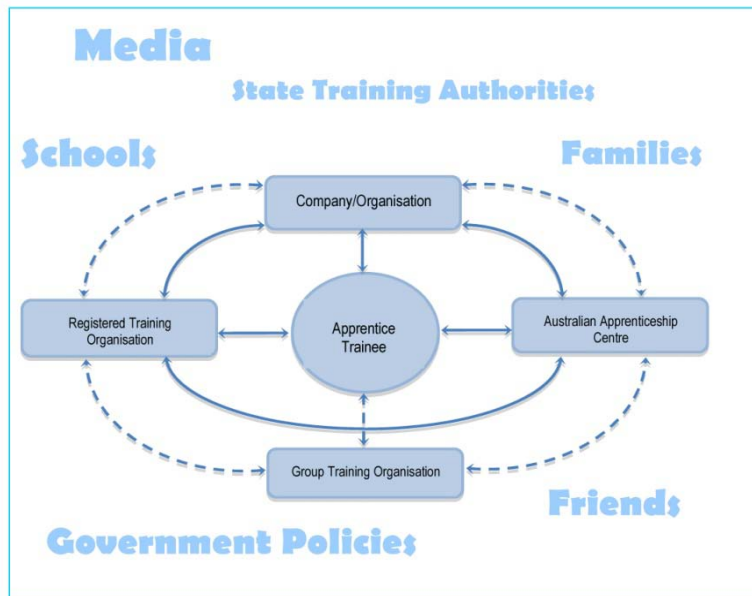 Media
State Training Authorities
Schools
Families
Company/Organisation
Registered Training
Organisation
Apprentice
Trainee
Australian Apprenticeship
Centre
Group Training Organisation
Friends
Government Policies